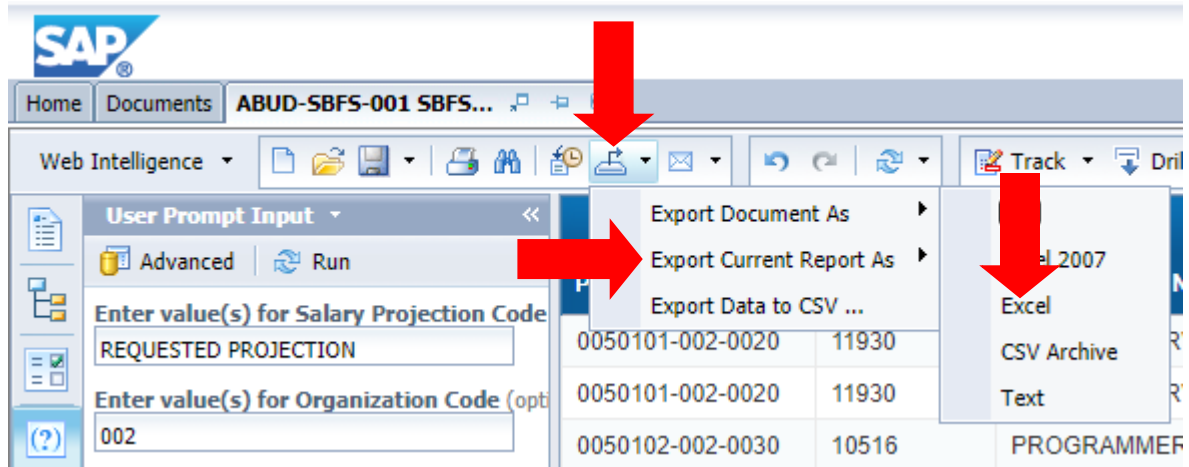 SAP®
Home Documents ABUD-SBFS-001 SBFS...
Web Intelligence Track Dril
User Prompt Input «
Advanced Run
Export Document As
Export Current Report As
Export Data to CSV ...
2007
Excel
CSV Archive
Text
Enter value(s) for Salary Projection Code
REQUESTED PROJECTION
Enter value(s) for Organization Code (opti
002
0050101-002-0020 11930
0050101-002-0020 11930
0050102-002-0030 10516 PROGRAMMER